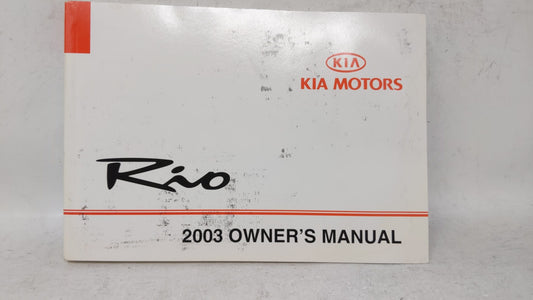 KIA
KIA MOTORS
Rio
2003 OWNER'S MANUAL